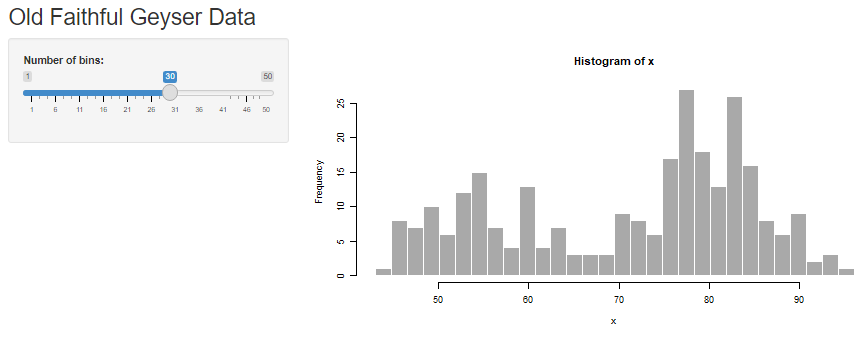 Old Faithful Geyser Data
Number of bins:
1 30 50
1 6 11 16 21 26 31 36 41 46 50
Histogram of x
Frequency
25
20
15
10
5
0
50 60 70 80 90
x